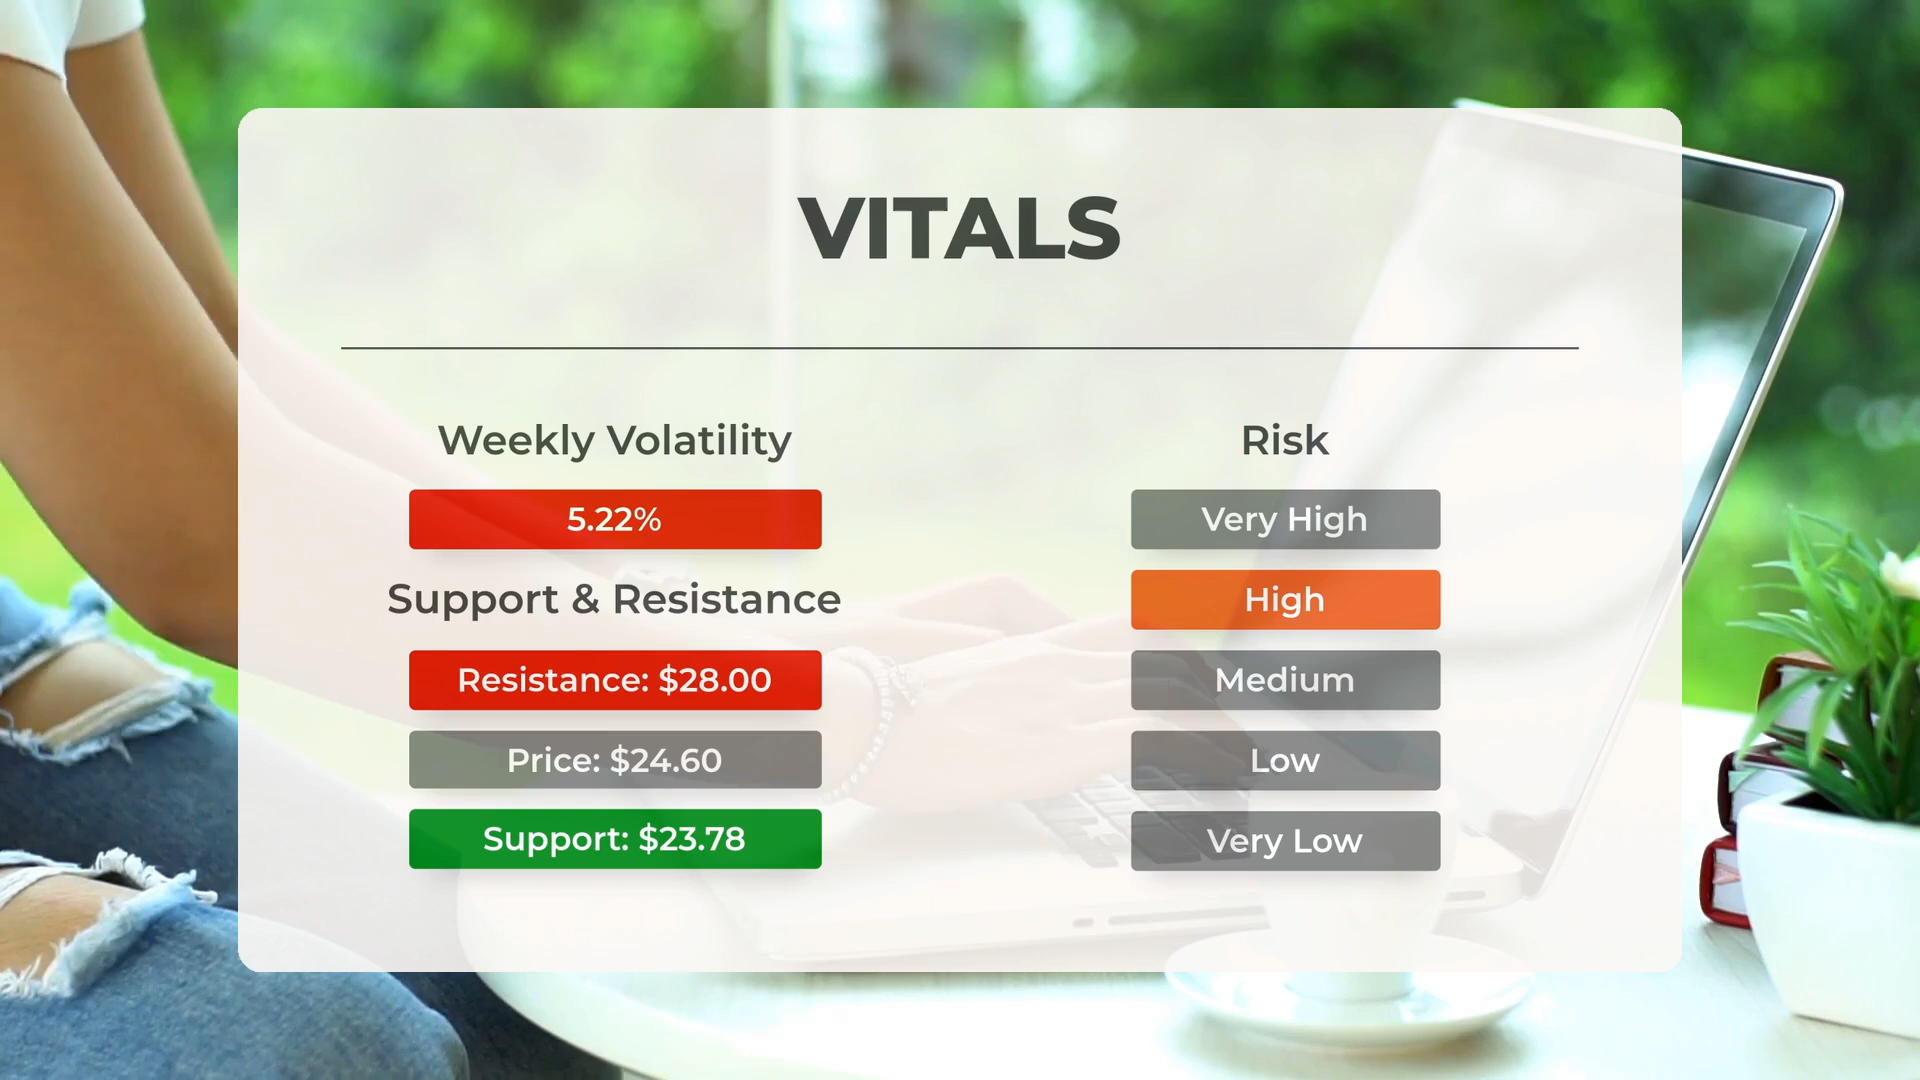 VITALS
Weekly Volatility
5.22%
Support & Resistance
Resistance: $28.00
Price: $24.60
Support: $23.78
Risk
Very High
High
Medium
Low
Very Low